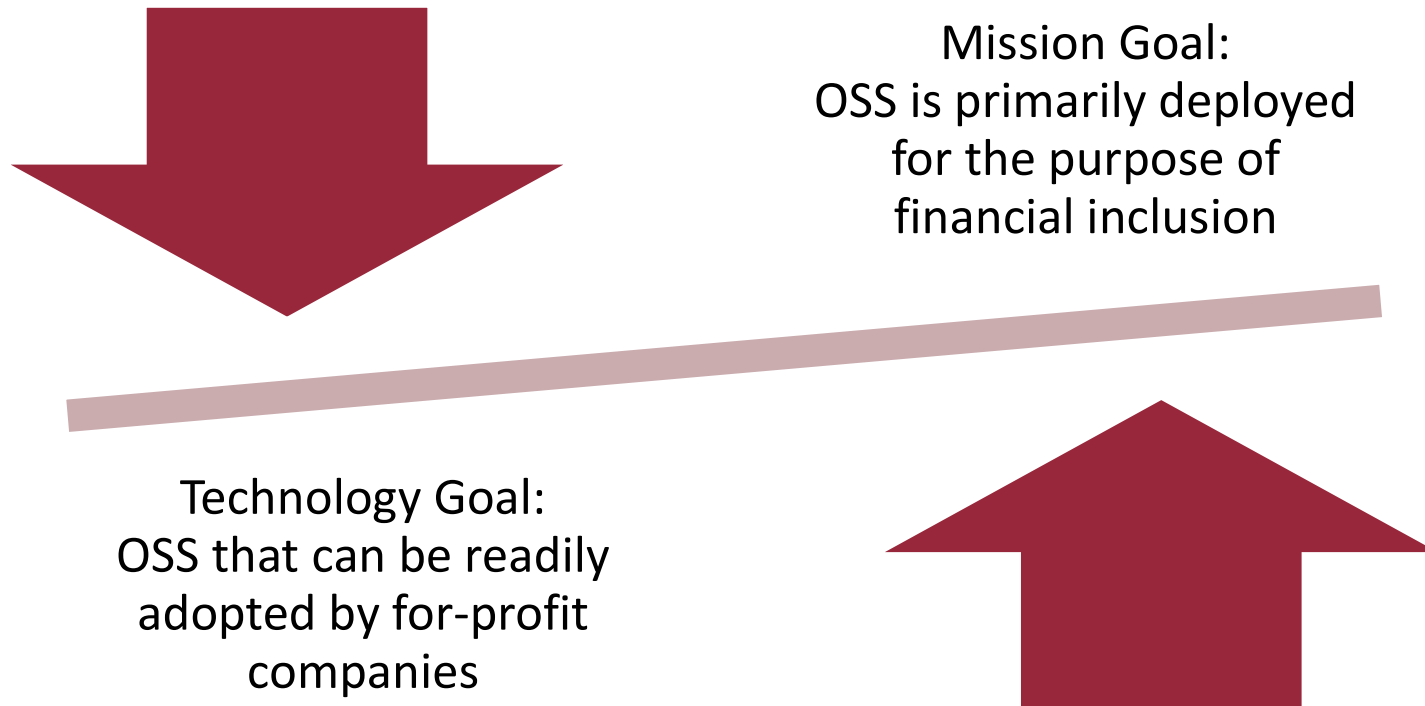 Mission Goal:
OSS is primarily deployed
for the purpose of
financial inclusion
Technology Goal:
OSS that can be readily
adopted by for-profit
companies